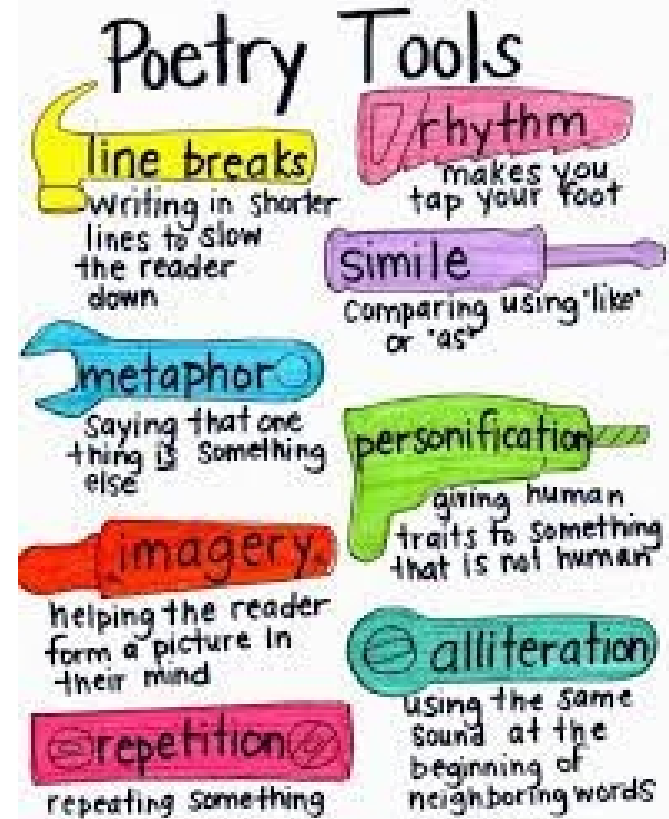 Poetry Tools
line breaks
writing in shorter
lines to slow
the reader
down
rhythm
makes you
tap your foot
simile
comparing using "like"
or "as"
metaphor
saying that one
thing is something
else
personification
giving human
traits to something
that is not human
imagery
helping the reader
form a picture in
their mind
alliteration
using the same
sound at the
beginning of
neighboring words
repetition
repeating something